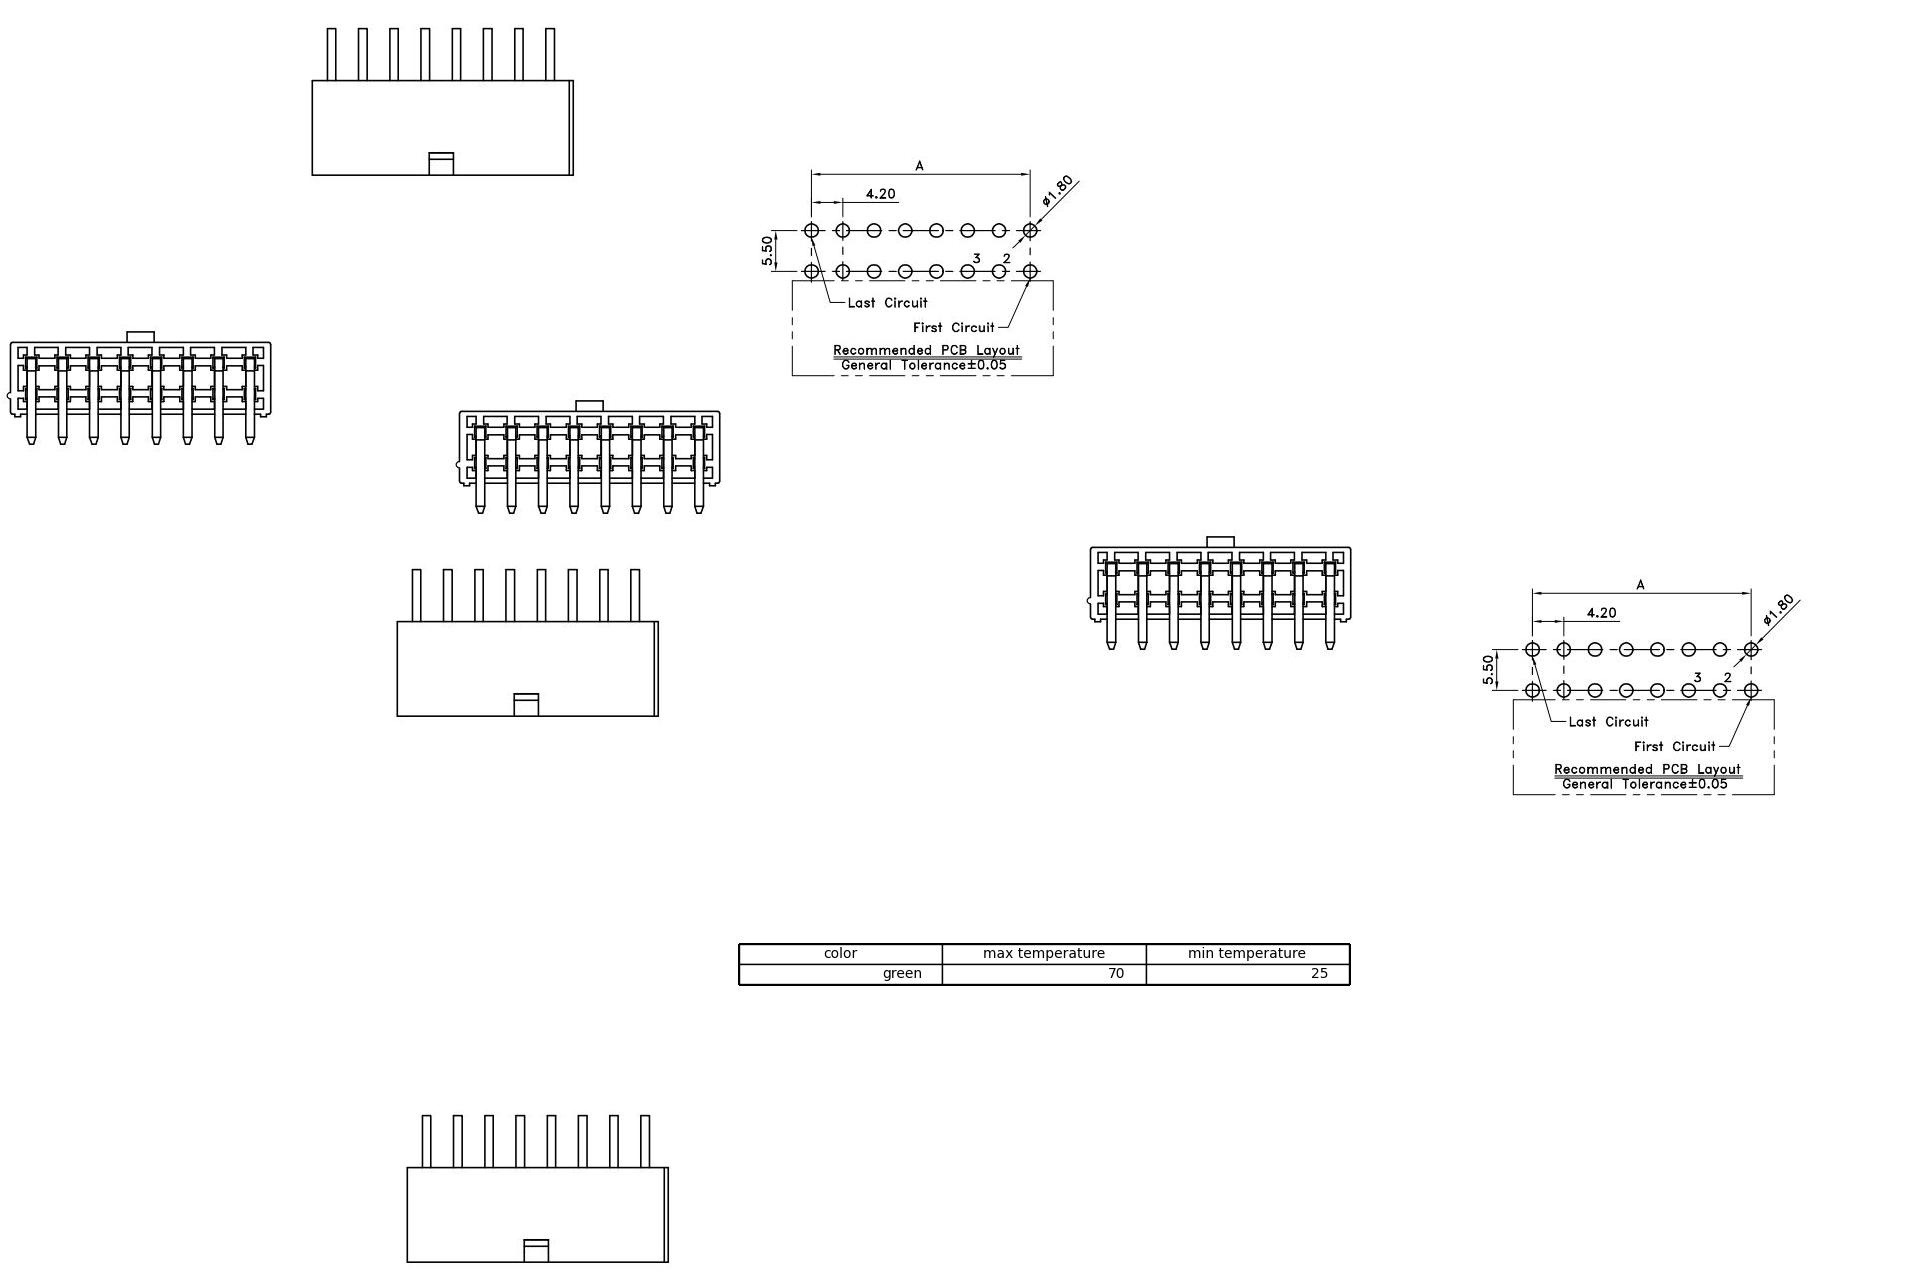 A
4.20
ø1.80
5.50
3 2
Last Circuit
First Circuit
Recommended PCB Layout
General Tolerance±0.05
A
4.20
ø1.80
5.50
3 2
Last Circuit
First Circuit
Recommended PCB Layout
General Tolerance±0.05
color max temperature min temperature
green 70 25